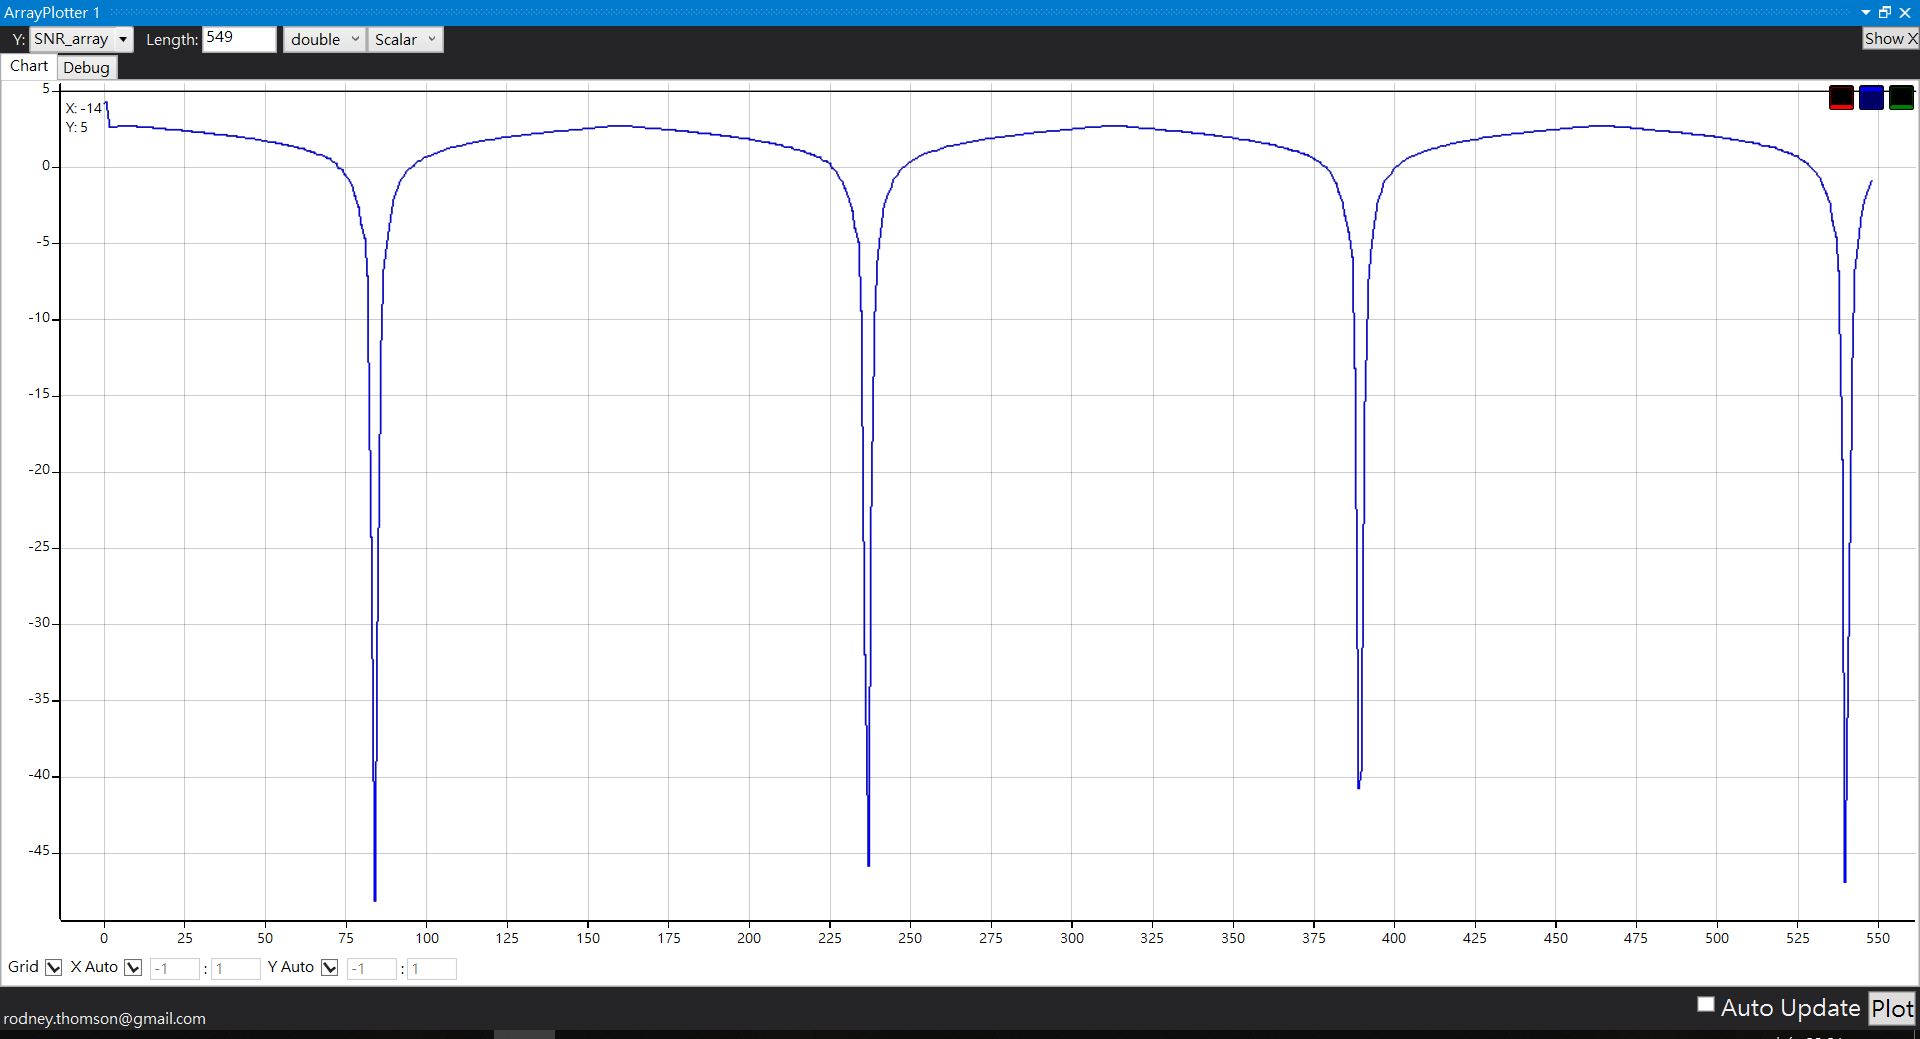 ArrayPlotter 1
Y: SNR_array Length: 549 double Scalar Show X
Chart Debug
X: -14
Y: 5
5
0
-5
-10
-15
-20
-25
-30
-35
-40
-45
0 25 50 75 100 125 150 175 200 225 250 275 300 325 350 375 400 425 450 475 500 525 550
Grid X Auto -1 : 1 Y Auto -1 : 1
Auto Update Plot
rodney.thomson@gmail.com